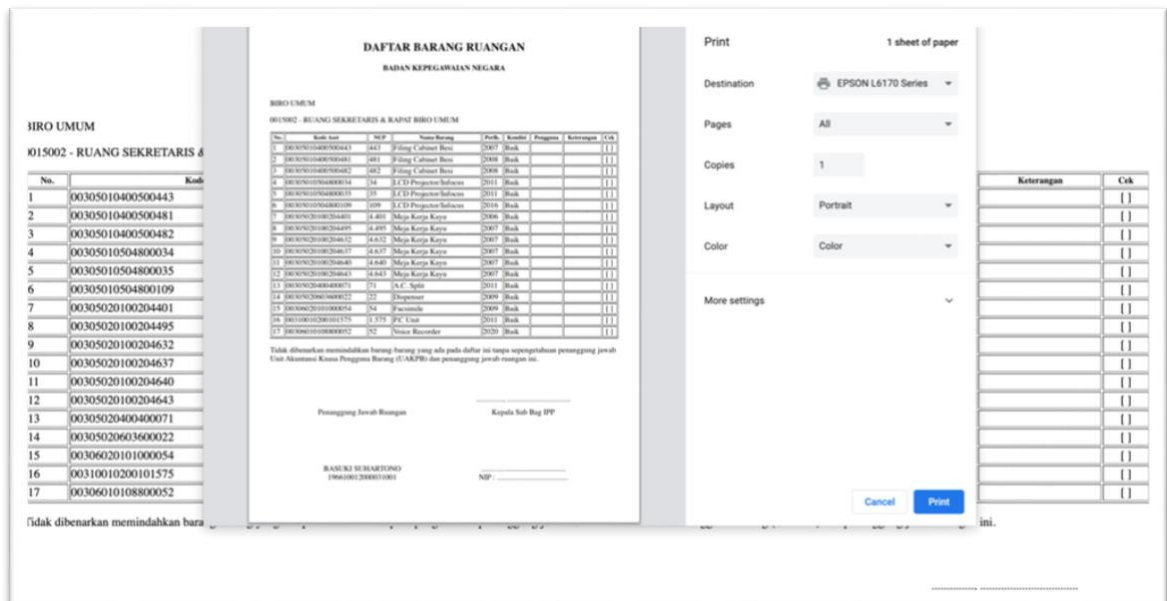 DAFTAR BARANG RUANGAN
BADAN KEPEGAWAIAN NEGARA
BIRO UMUM
0015002 - RUANG SEKRETARIS & RAPAT BIRO UMUM
No. Kode Aset NUP Nama Barang Perlh. Kondisi Pengguna Keterangan Cek
1 00305010400500443 443 Filing Cabinet Besi 2007 Baik [ ]
2 00305010400500481 481 Filing Cabinet Besi 2008 Baik [ ]
3 00305010400500482 482 Filing Cabinet Besi 2008 Baik [ ]
4 00305010504800034 34 LCD Projector/Infocus 2011 Baik [ ]
5 00305010504800035 35 LCD Projector/Infocus 2011 Baik [ ]
6 00305010504800109 109 LCD Projector/Infocus 2016 Baik [ ]
7 00305020100204401 4.401 Meja Kerja Kayu 2006 Baik [ ]
8 00305020100204495 4.495 Meja Kerja Kayu 2007 Baik [ ]
9 00305020100204632 4.632 Meja Kerja Kayu 2007 Baik [ ]
10 00305020100204637 4.637 Meja Kerja Kayu 2007 Baik [ ]
11 00305020100204640 4.640 Meja Kerja Kayu 2007 Baik [ ]
12 00305020100204643 4.643 Meja Kerja Kayu 2007 Baik [ ]
13 00305020400400071 71 A.C. Split 2011 Baik [ ]
14 00305020603600022 22 Dispenser 2009 Baik [ ]
15 00306020101000054 54 Facsimile 2009 Baik [ ]
16 00310010200101575 1.575 PC Unit 2011 Baik [ ]
17 00306010108800052 52 Voice Recorder 2020 Baik [ ]
Tidak dibenarkan memindahkan barang-barang yang ada pada daftar ini tanpa sepengetahuan penanggung jawab
Unit Akuntansi Kuasa Pengguna Barang (UAKPB) dan penanggung jawab ruangan ini.
Penanggung Jawab Ruangan Kepala Sub Bag IPP
BASUKI SUHARTONO
196610012000031001 NIP :
Print 1 sheet of paper
Destination EPSON L6170 Series
Pages All
Copies 1
Layout Portrait
Color Color
More settings
Cancel Print
BIRO UMUM
0015002 - RUANG SEKRETARIS &
No. Kode Keterangan Cek
1 00305010400500443 [ ]
2 00305010400500481 [ ]
3 00305010400500482 [ ]
4 00305010504800034 [ ]
5 00305010504800035 [ ]
6 00305010504800109 [ ]
7 00305020100204401 [ ]
8 00305020100204495 [ ]
9 00305020100204632 [ ]
10 00305020100204637 [ ]
11 00305020100204640 [ ]
12 00305020100204643 [ ]
13 00305020400400071 [ ]
14 00305020603600022 [ ]
15 00306020101000054 [ ]
16 00310010200101575 [ ]
17 00306010108800052 [ ]
Tidak dibenarkan memindahkan bara ini.